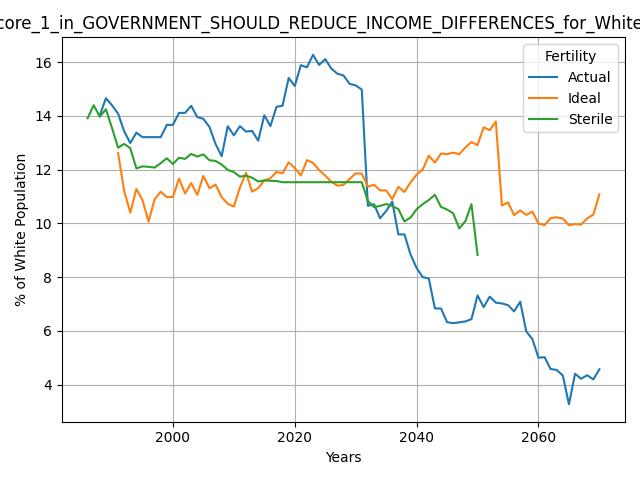 core_1_in_GOVERNMENT_SHOULD_REDUCE_INCOME_DIFFERENCES_for_White
Fertility
Actual
Ideal
Sterile
% of White Population
16
14
12
10
8
6
4
2000 2020 2040 2060
Years